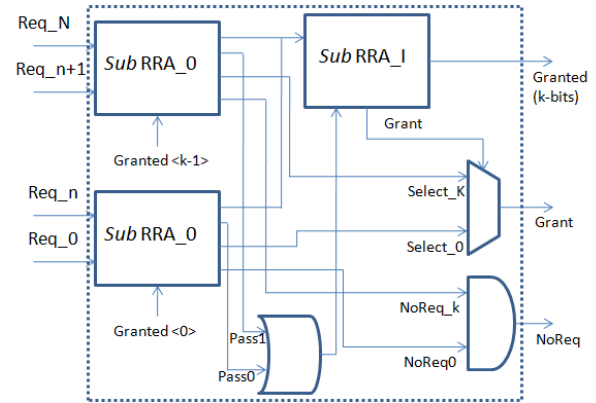 Req_N
Req_n+1
Sub RRA_0
Sub RRA_I
Granted
(k-bits)
Grant
Granted <k-1>
Req_n
Req_0
Sub RRA_0
Select_K
Select_0
Grant
Granted <0>
Pass1
Pass0
NoReq_k
NoReq0
NoReq